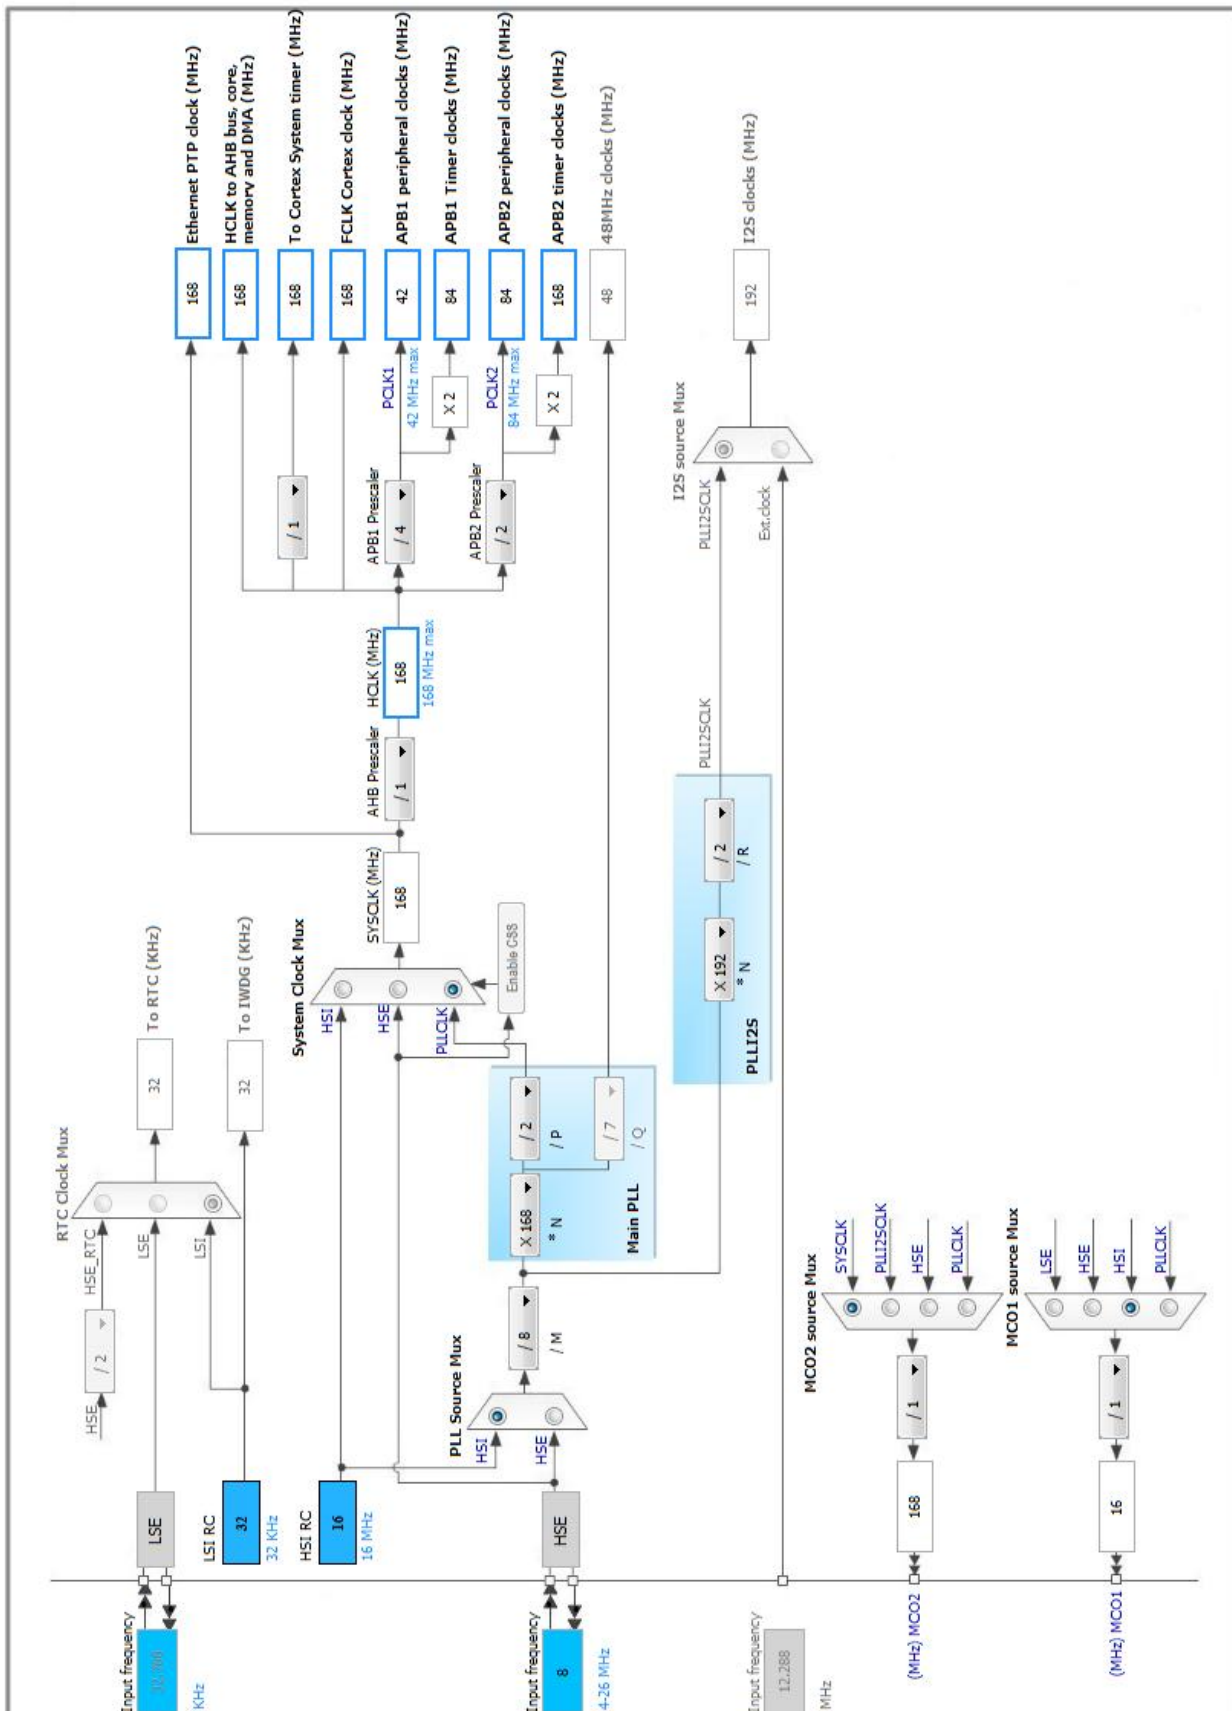 Input frequency
32.768
KHz
LSE
LSI RC
32
32 KHz
HSI RC
16
16 MHz
HSE
/ 2
HSE_RTC
LSE
LSI
RTC Clock Mux
32
To RTC (KHz)
32
To IWDG (KHz)
Input frequency
8
4-26 MHz
HSE
PLL Source Mux
HSI
HSE
/ 8
/ M
X 168
* N
/ 2
/ P
/ 7
/ Q
Main PLL
System Clock Mux
HSI
HSE
PLLCLK
Enable CSS
SYSCLK (MHz)
168
AHB Prescaler
/ 1
HCLK (MHz)
168
168 MHz max
/ 1
APB1 Prescaler
/ 4
PCLK1
42 MHz max
X 2
APB2 Prescaler
/ 2
PCLK2
84 MHz max
X 2
168
Ethernet PTP clock (MHz)
168
HCLK to AHB bus, core,
memory and DMA (MHz)
168
To Cortex System timer (MHz)
168
FCLK Cortex clock (MHz)
42
APB1 peripheral clocks (MHz)
84
APB1 Timer clocks (MHz)
84
APB2 peripheral clocks (MHz)
168
APB2 timer clocks (MHz)
48
48MHz clocks (MHz)
X 192
* N
/ 2
/ R
PLLI2S
PLLI2SCLK
PLLI2SCLK
Ext.clock
I2S source Mux
192
I2S clocks (MHz)
Input frequency
12.288
MHz
(MHz) MCO2
168
/ 1
MCO2 source Mux
SYSCLK
PLLI2SCLK
HSE
PLLCLK
(MHz) MCO1
16
/ 1
MCO1 source Mux
LSE
HSE
HSI
PLLCLK